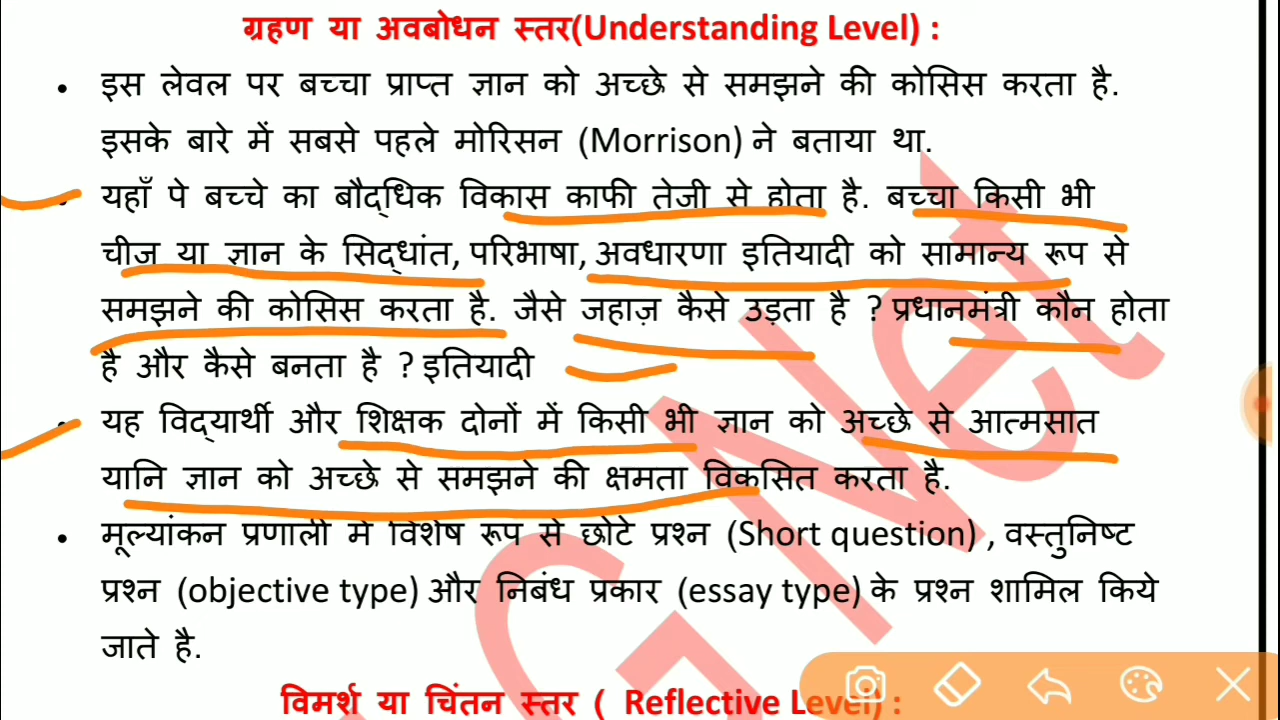 ग्रहण या अवबोधन स्तर(Understanding Level) :
• इस लेवल पर बच्चा प्राप्त ज्ञान को अच्छे से समझने की कोसिस करता है.
इसके बारे में सबसे पहले मोरिसन (Morrison) ने बताया था.
• यहाँ पे बच्चे का बौद्धिक विकास काफी तेजी से होता है. बच्चा किसी भी
चीज या ज्ञान के सिद्धांत, परिभाषा, अवधारणा इतियादी को सामान्य रूप से
समझने की कोसिस करता है. जैसे जहाज़ कैसे उड़ता है ? प्रधानमंत्री कौन होता
है और कैसे बनता है ? इतियादी
• यह विद्यार्थी और शिक्षक दोनों में किसी भी ज्ञान को अच्छे से आत्मसात
यानि ज्ञान को अच्छे से समझने की क्षमता विकसित करता है.
• मूल्यांकन प्रणाली में विशेष रूप से छोटे प्रश्न (Short question) , वस्तुनिष्ट
प्रश्न (objective type) और निबंध प्रकार (essay type) के प्रश्न शामिल किये
जाते है.
विमर्श या चिंतन स्तर ( Reflective Level) :